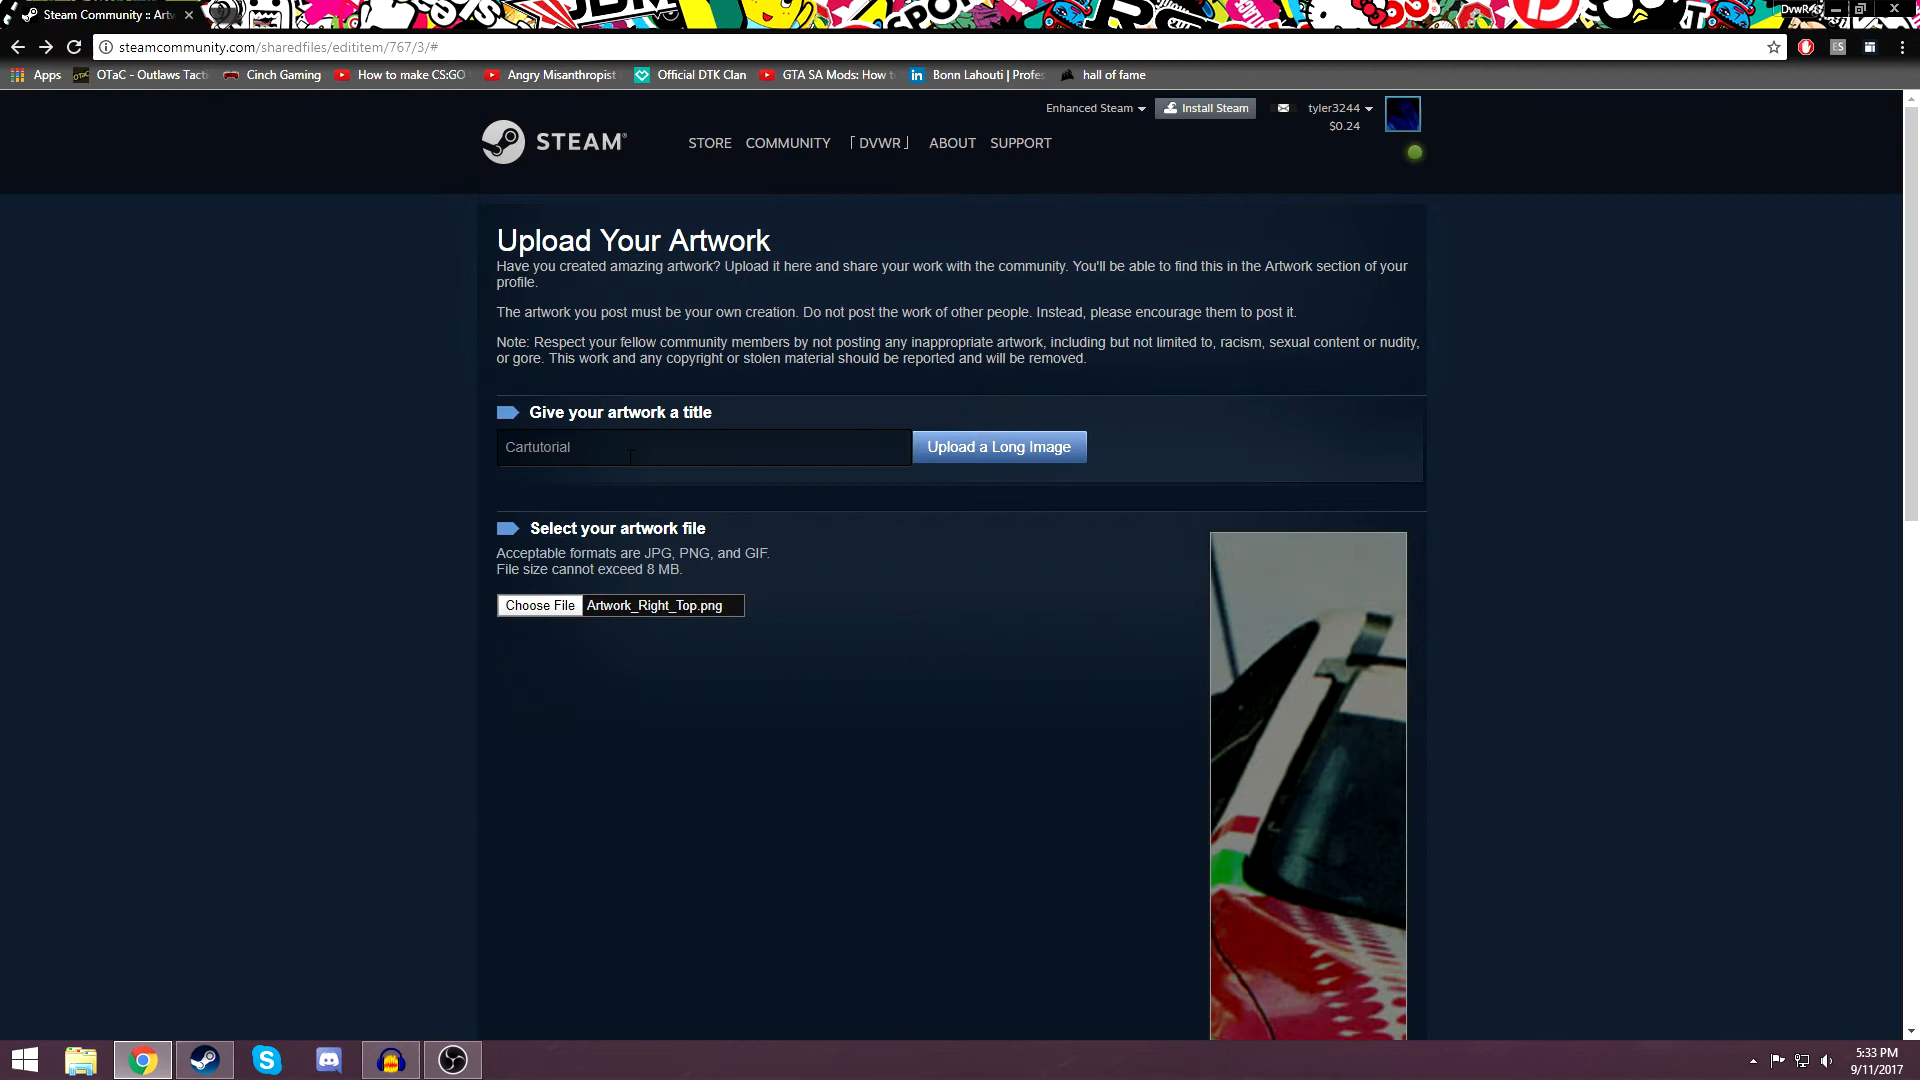 Steam Community :: Artw
DvwR
steamcommunity.com/sharedfiles/edititem/767/3/#
Apps
OTaC - Outlaws Tacti
Cinch Gaming
How to make CS:GO
Angry Misanthropist
Official DTK Clan
GTA SA Mods: How t
Bonn Lahouti | Profes
hall of fame
ES
Enhanced Steam
Install Steam
tyler3244
$0.24
STEAM
STORE
COMMUNITY
「 DVWR 」
ABOUT
SUPPORT
Upload Your Artwork
Have you created amazing artwork? Upload it here and share your work with the community. You'll be able to find this in the Artwork section of your
profile.
The artwork you post must be your own creation. Do not post the work of other people. Instead, please encourage them to post it.
Note: Respect your fellow community members by not posting any inappropriate artwork, including but not limited to, racism, sexual content or nudity,
or gore. This work and any copyright or stolen material should be reported and will be removed.
Give your artwork a title
Cartutorial
Upload a Long Image
Select your artwork file
Acceptable formats are JPG, PNG, and GIF.
File size cannot exceed 8 MB.
Choose File
Artwork_Right_Top.png
5:33 PM
9/11/2017